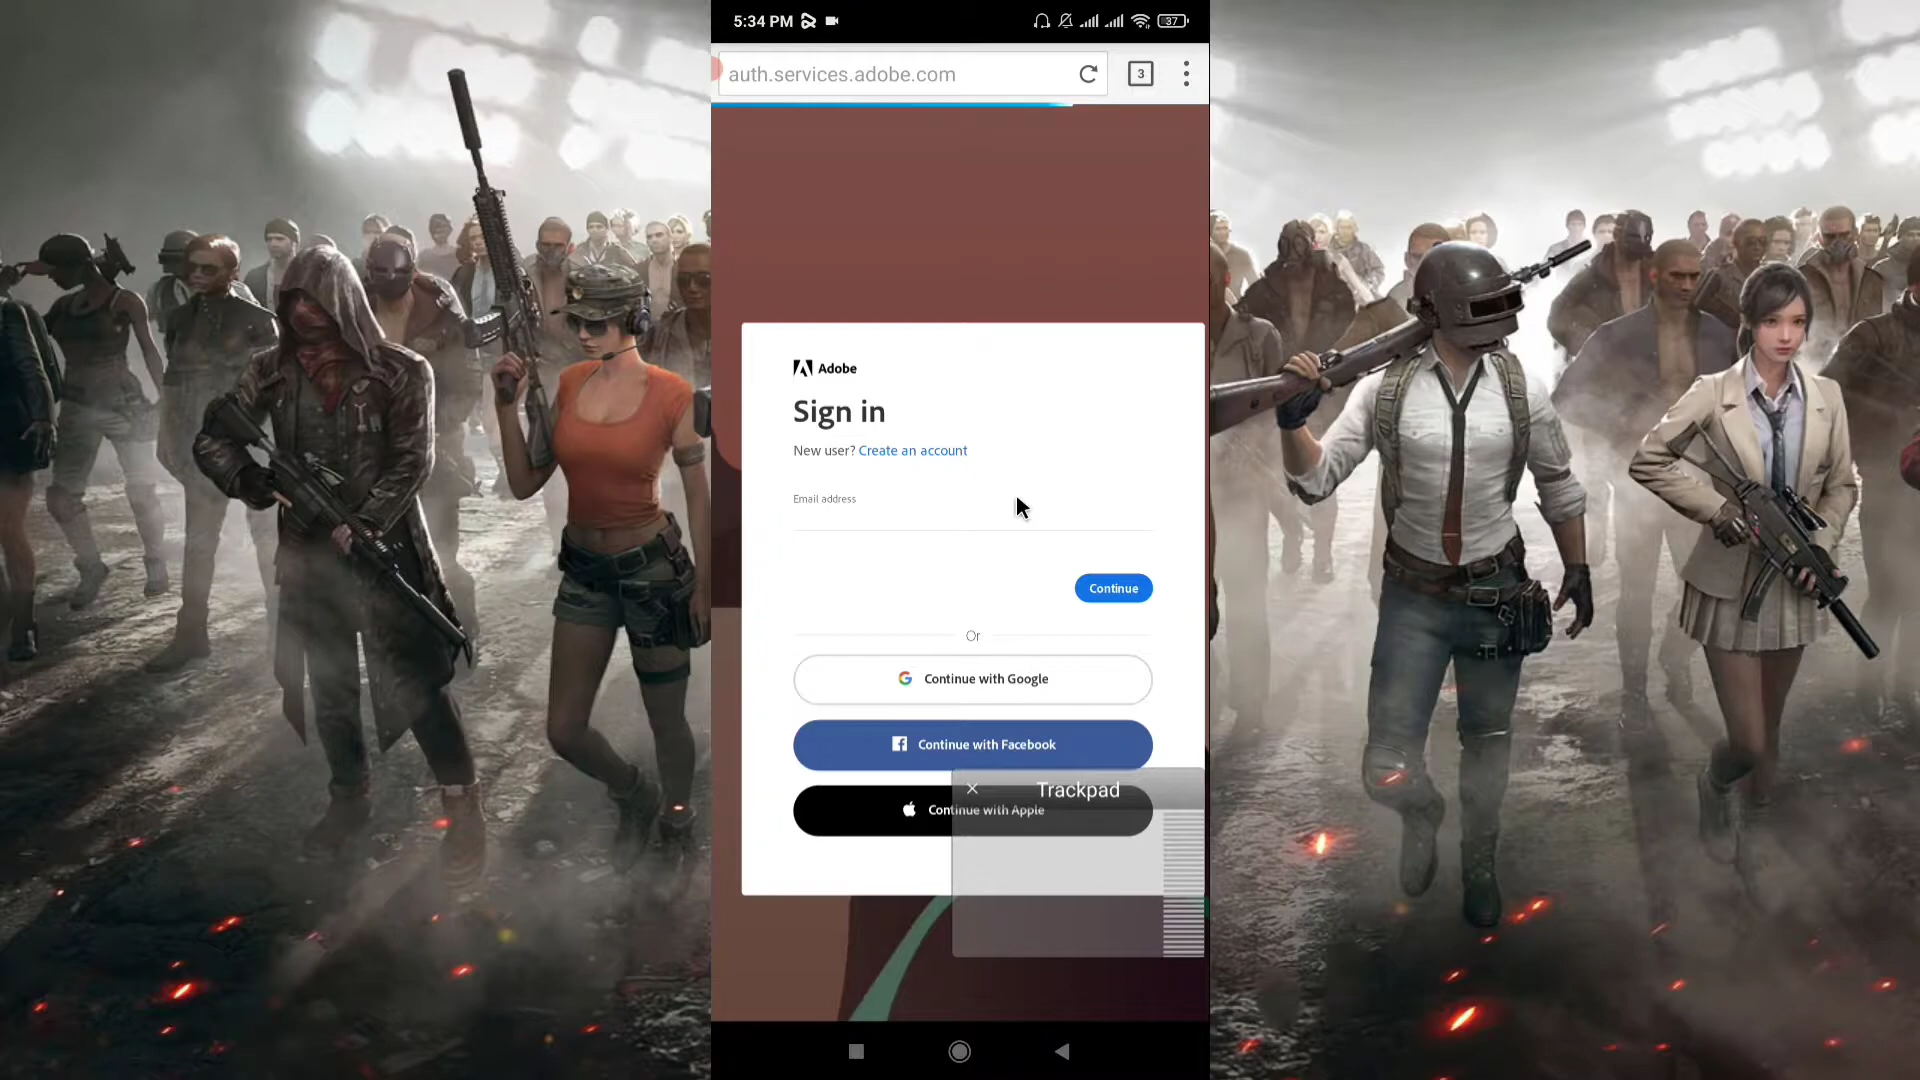 5:34 PM
37
auth.services.adobe.com
3
Adobe
Sign in
New user? Create an account
Email address
Continue
Or
Continue with Google
Continue with Facebook
Trackpad
Continue with Apple